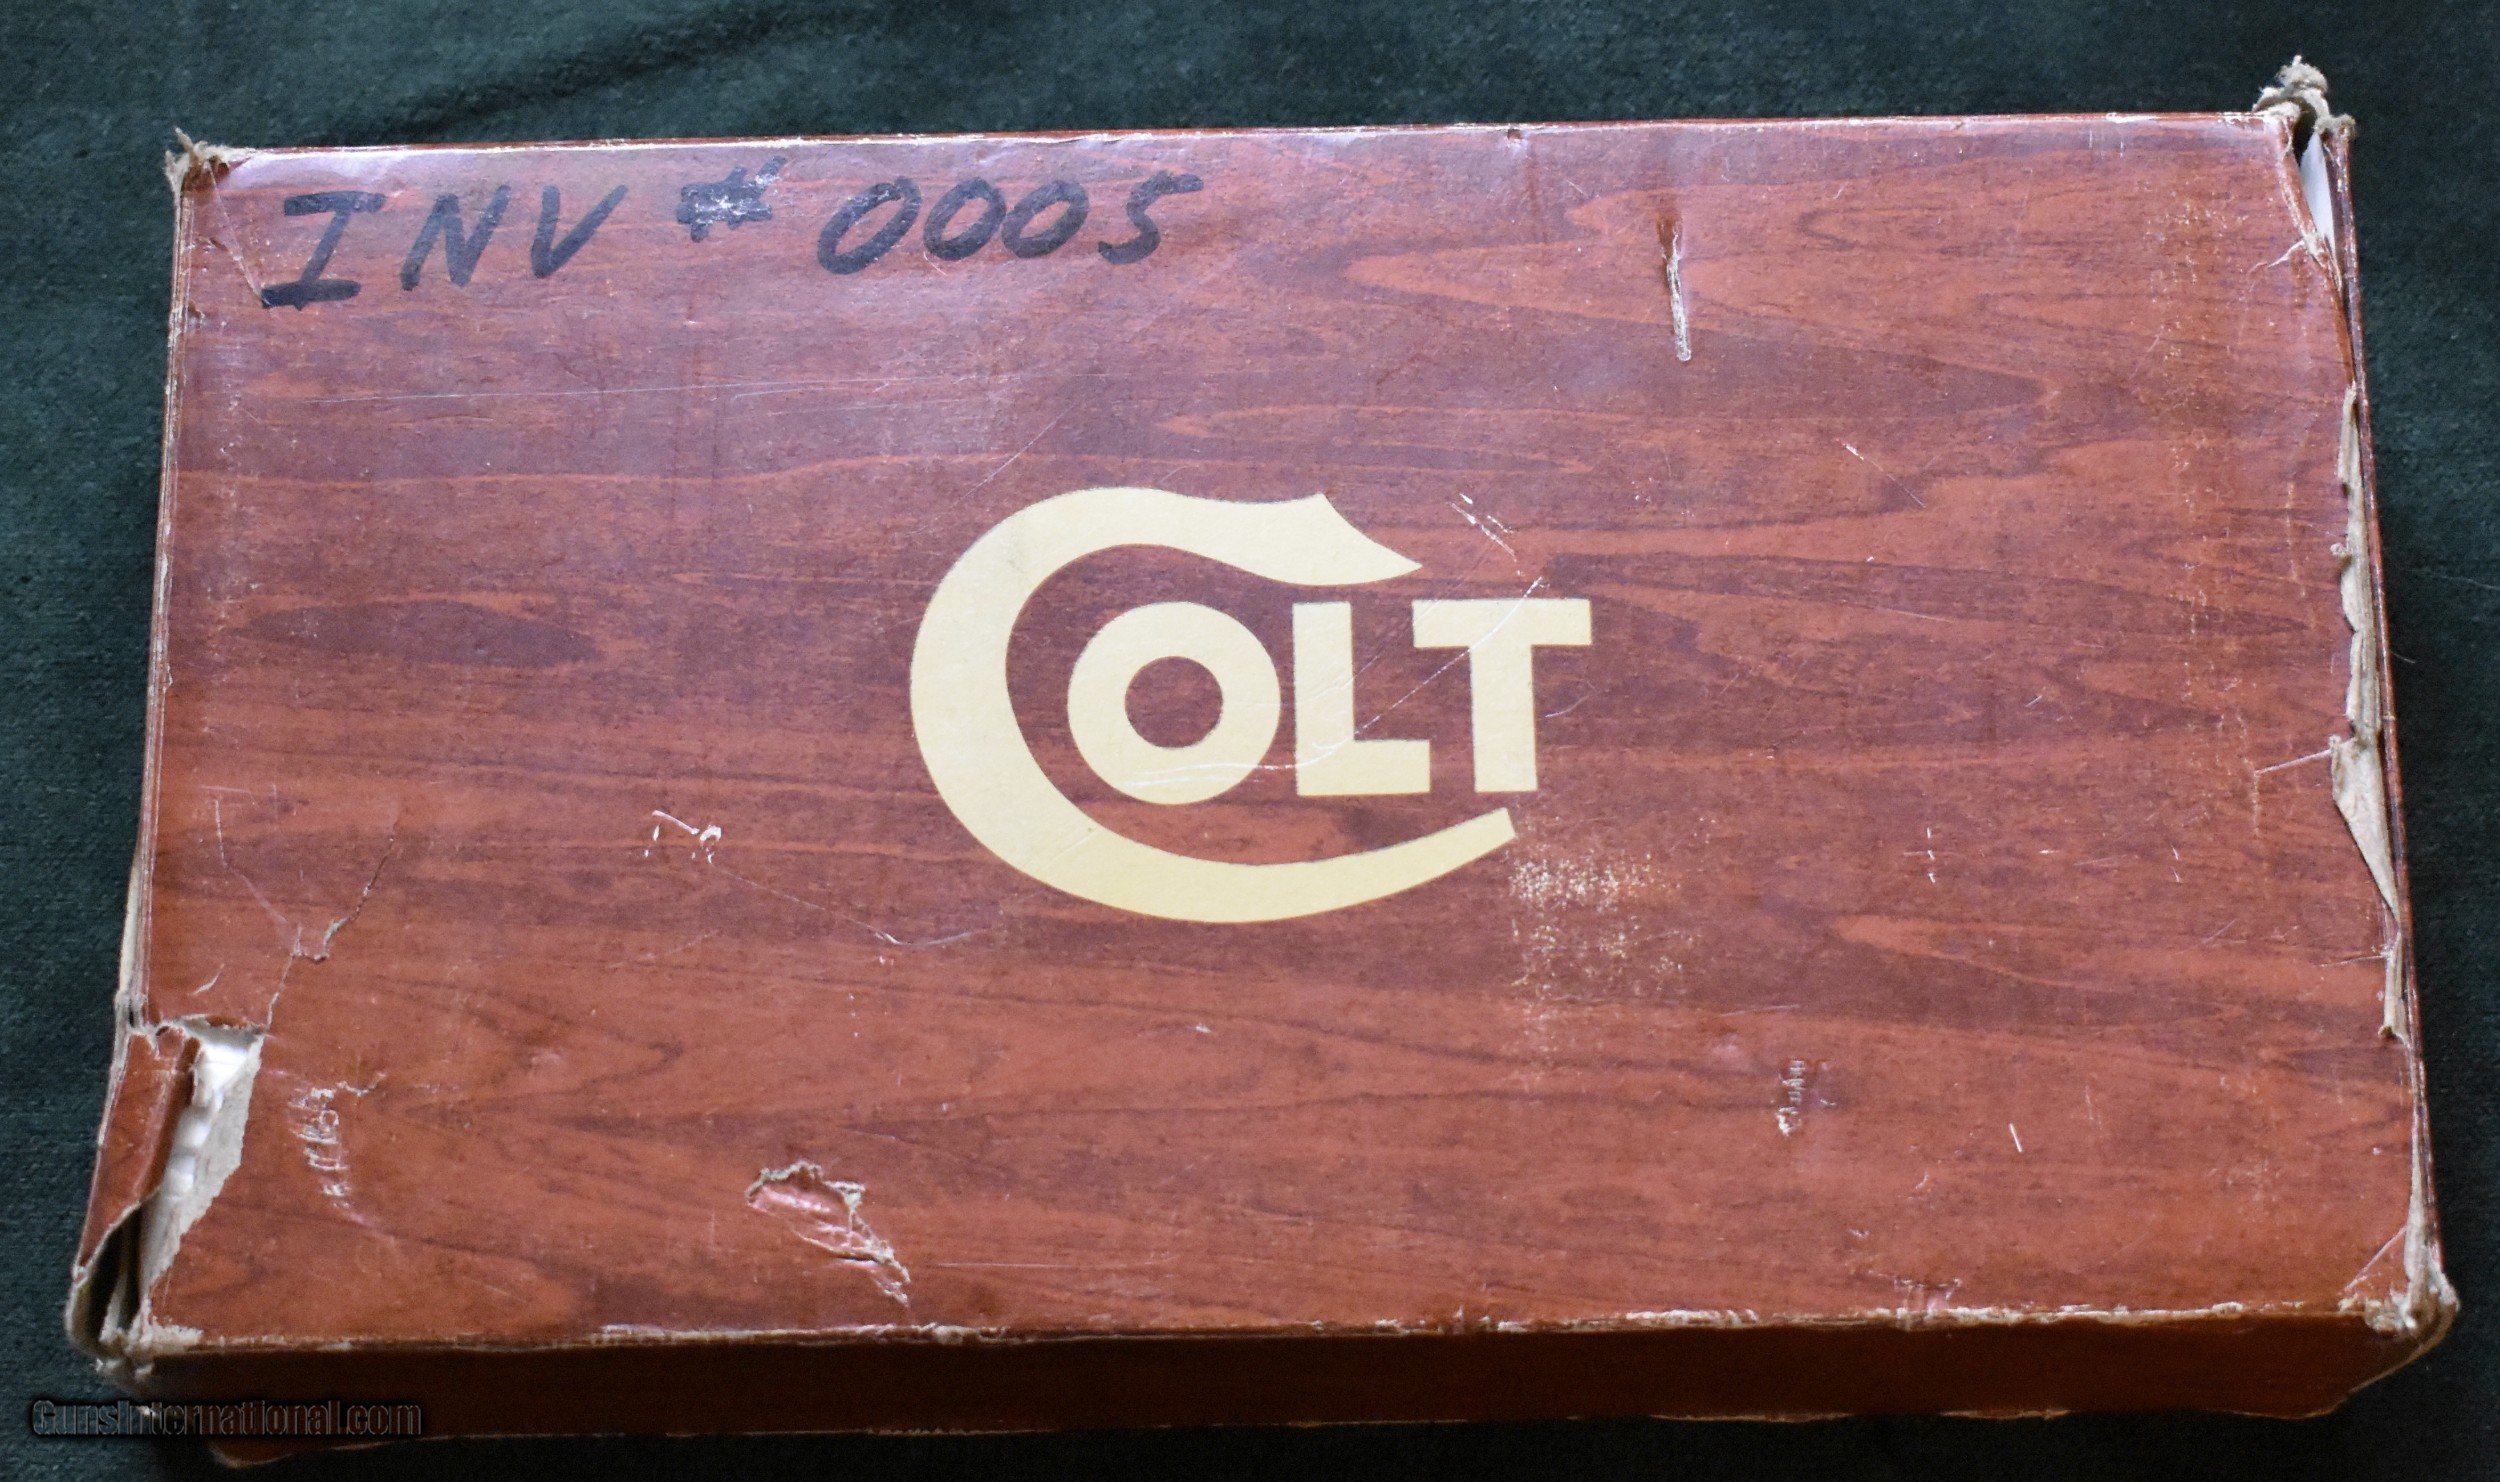 INV # 0005
COLT
GunsInternational.com